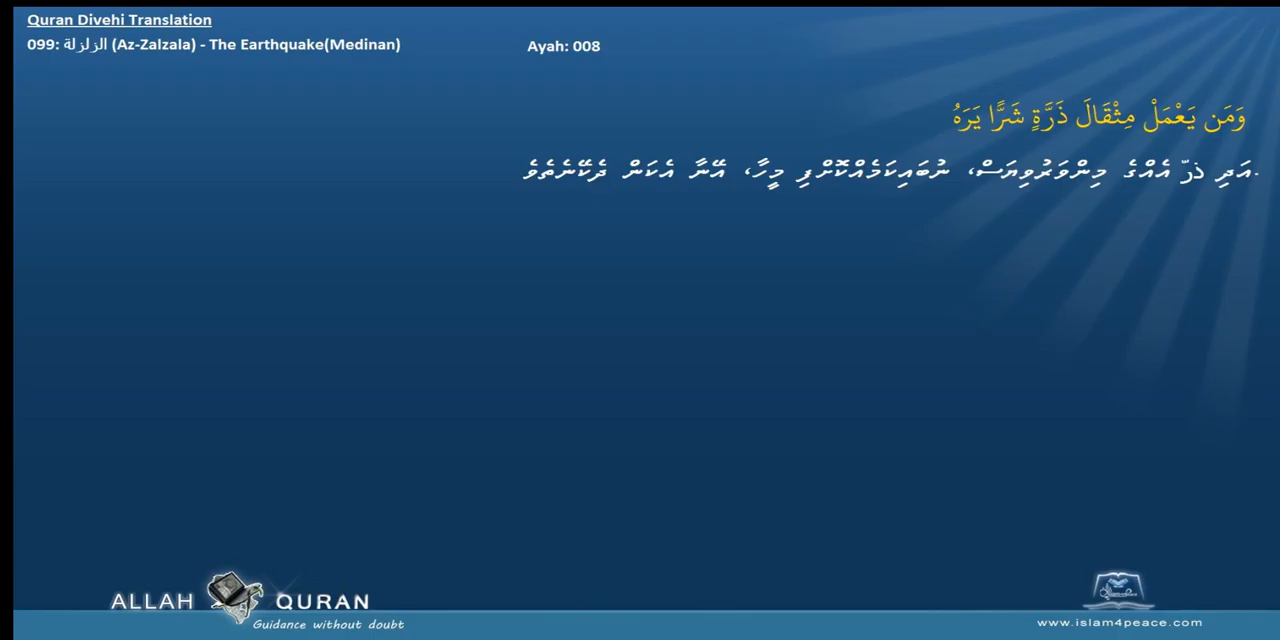 Quran Divehi Translation
099: الزلزلة (Az-Zalzala) - The Earthquake(Medinan)
Ayah: 008
وَمَن يَعْمَلْ مِثْقَالَ ذَرَّةٍ شَرًّا يَرَهُ
އަދި ذرّ އެއްގެ މިންވަރުވިޔަސް، ނުބައިކަމެއްކޮށްފި މީހާ، އޭނާ އެކަން ދެކޭނެތެވެ.
ALLAH QURAN
Guidance without doubt
www.islam4peace.com